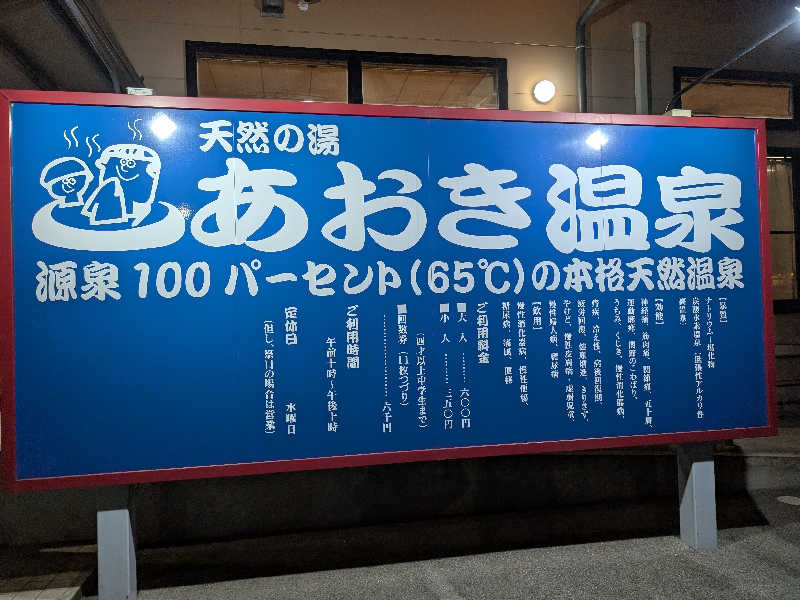 天然の湯
あおき温泉
源泉100パーセント(65℃)の本格天然温泉
【泉質】
ナトリウム―塩化物
炭酸水素塩泉(低張性アルカリ性
高温泉)
【効能】
神経痛、筋肉痛、関節痛、五十肩、
運動麻痺、関節のこわばり、
うちみ、くじき、慢性消化器病、
痔疾、冷え性、病後回復期、
疲労回復、健康増進、きりきず、
やけど、慢性皮膚病・虚弱児童、
慢性婦人病、糖尿病
【飲用】
慢性消化器病、慢性便秘、
糖尿病、痛風、肥満
ご利用料金
■大人 ……… 六〇〇円
■小人 ……… 三五〇円
(四才以上中学生まで)
■回数券(11枚つづり)
……… 六千円
ご利用時間
午前十時～午後十時
定休日 水曜日
(但し、祭日の場合は営業)